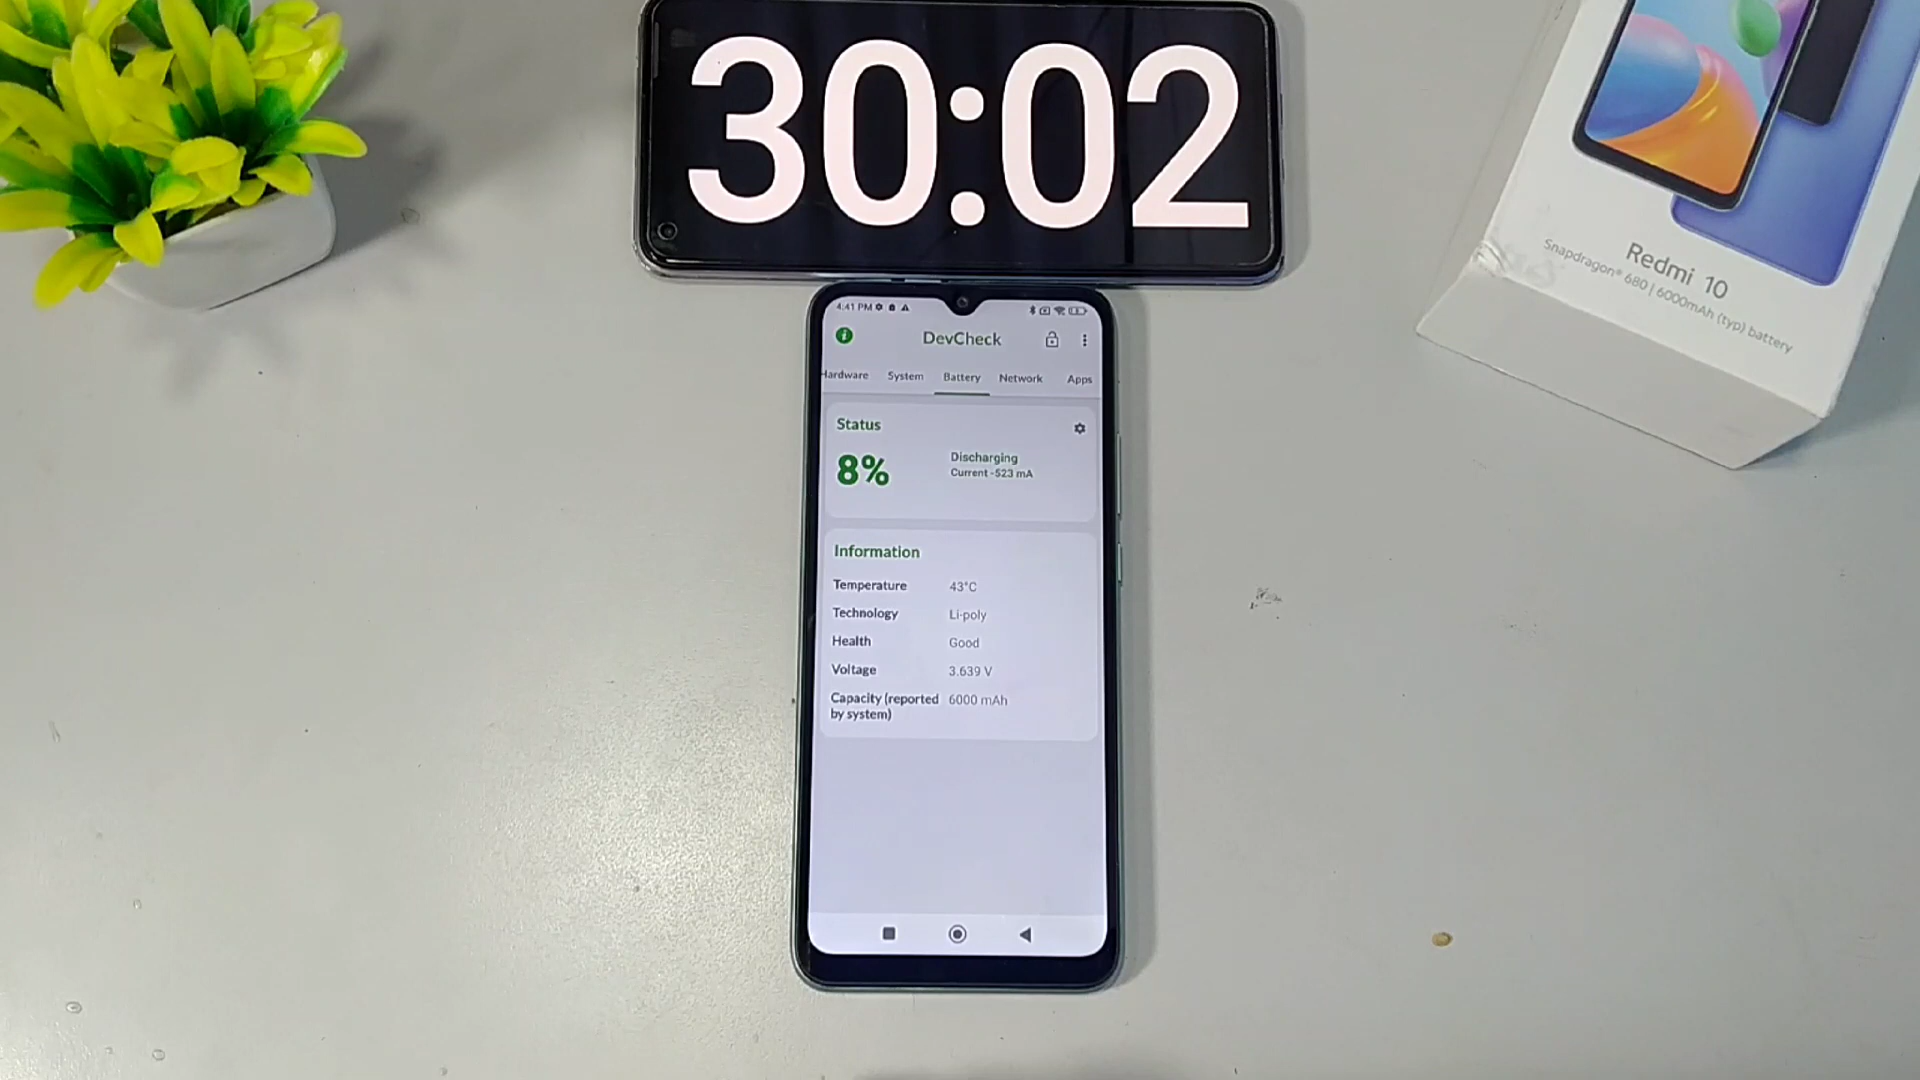 30:02
Redmi 10
Snapdragon® 680 | 6000mAh (typ) battery
4:41 PM
DevCheck
Hardware System Battery Network Apps
Status
8%
Discharging
Current -523 mA
Information
Temperature 43°C
Technology Li-poly
Health Good
Voltage 3.639 V
Capacity (reported 6000 mAh
by system)